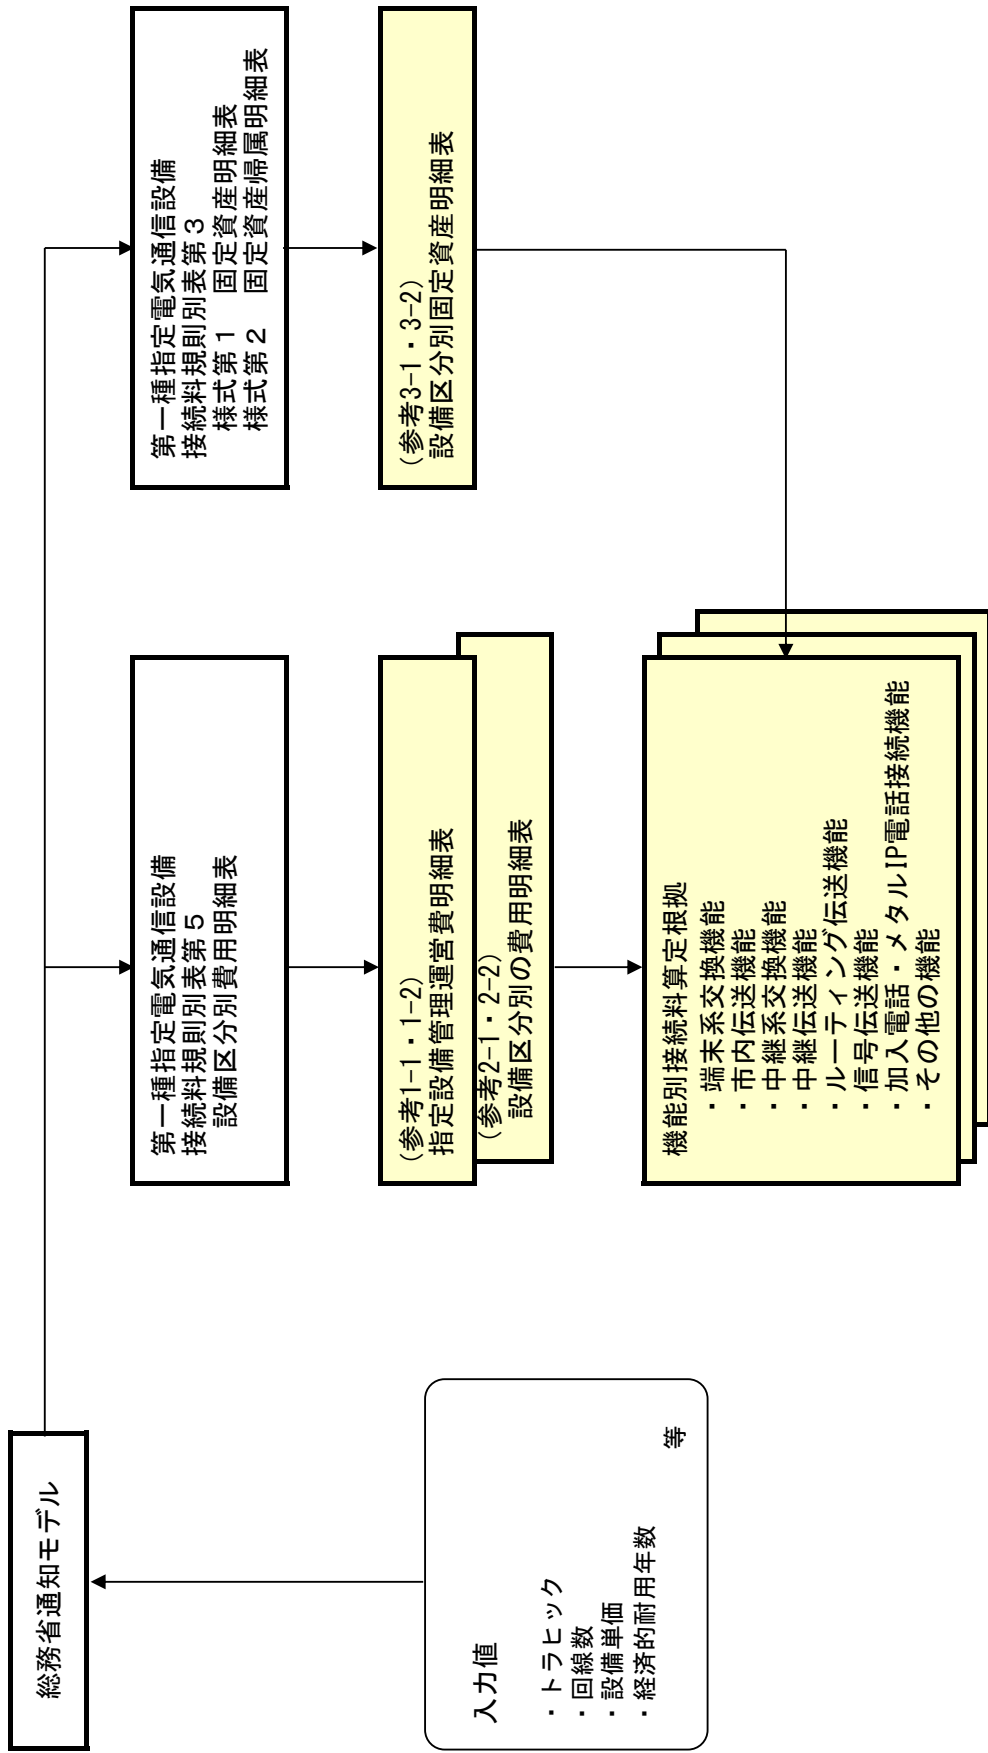 総務省通知モデル
入力値
・トラヒック
・回線数
・設備単価
・経済的耐用年数
等
第一種指定電気通信設備
接続料規則別表第５
設備区分別費用明細表
(参考1-1・1-2)
指定設備管理運営費明細表
(参考2-1・2-2)
設備区分別の費用明細表
機能別接続料算定根拠
・端末系交換機能
・市内伝送機能
・中継系交換機能
・中継伝送機能
・ルーティング伝送機能
・信号伝送機能
・加入電話・メタルIP電話接続機能
・その他の機能
第一種指定電気通信設備
接続料規則別表第３
様式第１　固定資産明細表
様式第２　固定資産帰属明細表
(参考3-1・3-2)
設備区分別固定資産明細表